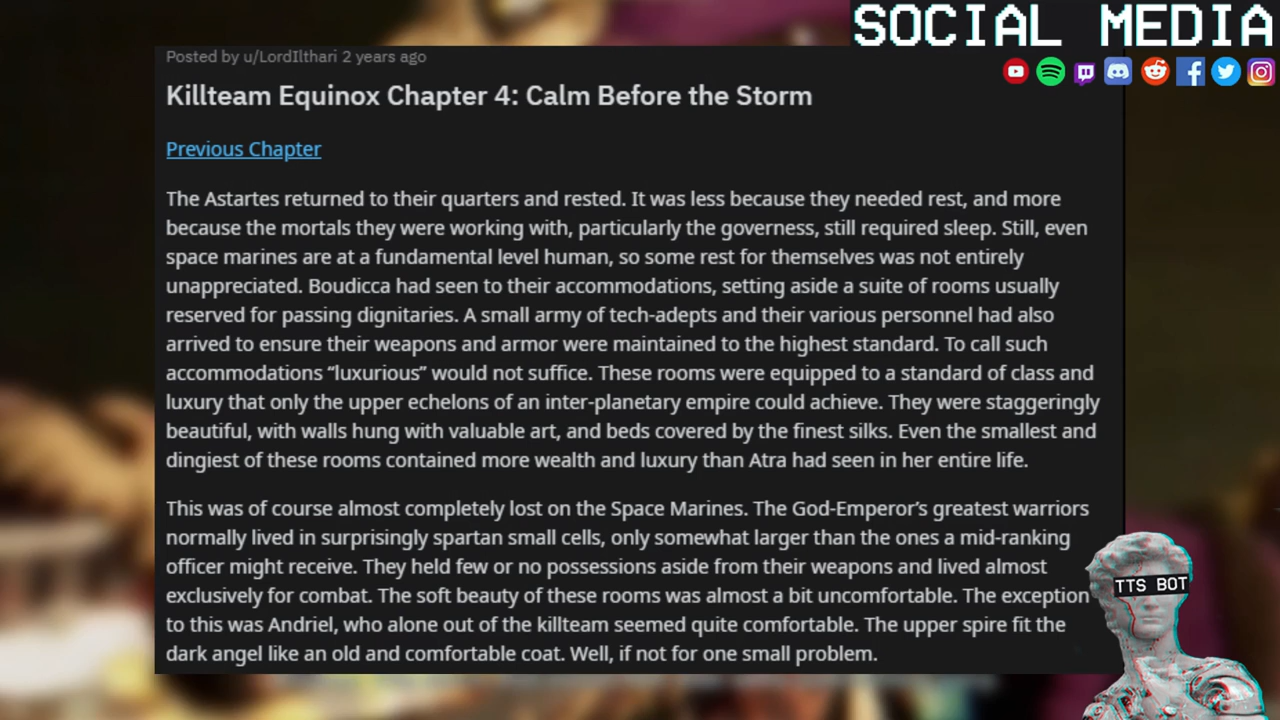 SOCIAL MEDIA
Posted by u/LordIlthari 2 years ago
Killteam Equinox Chapter 4: Calm Before the Storm
Previous Chapter
The Astartes returned to their quarters and rested. It was less because they needed rest, and more
because the mortals they were working with, particularly the governess, still required sleep. Still, even
space marines are at a fundamental level human, so some rest for themselves was not entirely
unappreciated. Boudicca had seen to their accommodations, setting aside a suite of rooms usually
reserved for passing dignitaries. A small army of tech-adepts and their various personnel had also
arrived to ensure their weapons and armor were maintained to the highest standard. To call such
accommodations “luxurious” would not suffice. These rooms were equipped to a standard of class and
luxury that only the upper echelons of an inter-planetary empire could achieve. They were staggeringly
beautiful, with walls hung with valuable art, and beds covered by the finest silks. Even the smallest and
dingiest of these rooms contained more wealth and luxury than Atra had seen in her entire life.
This was of course almost completely lost on the Space Marines. The God-Emperor’s greatest warriors
normally lived in surprisingly spartan small cells, only somewhat larger than the ones a mid-ranking
officer might receive. They held few or no possessions aside from their weapons and lived almost
exclusively for combat. The soft beauty of these rooms was almost a bit uncomfortable. The exception
to this was Andriel, who alone out of the killteam seemed quite comfortable. The upper spire fit the
dark angel like an old and comfortable coat. Well, if not for one small problem.
TTS BOT